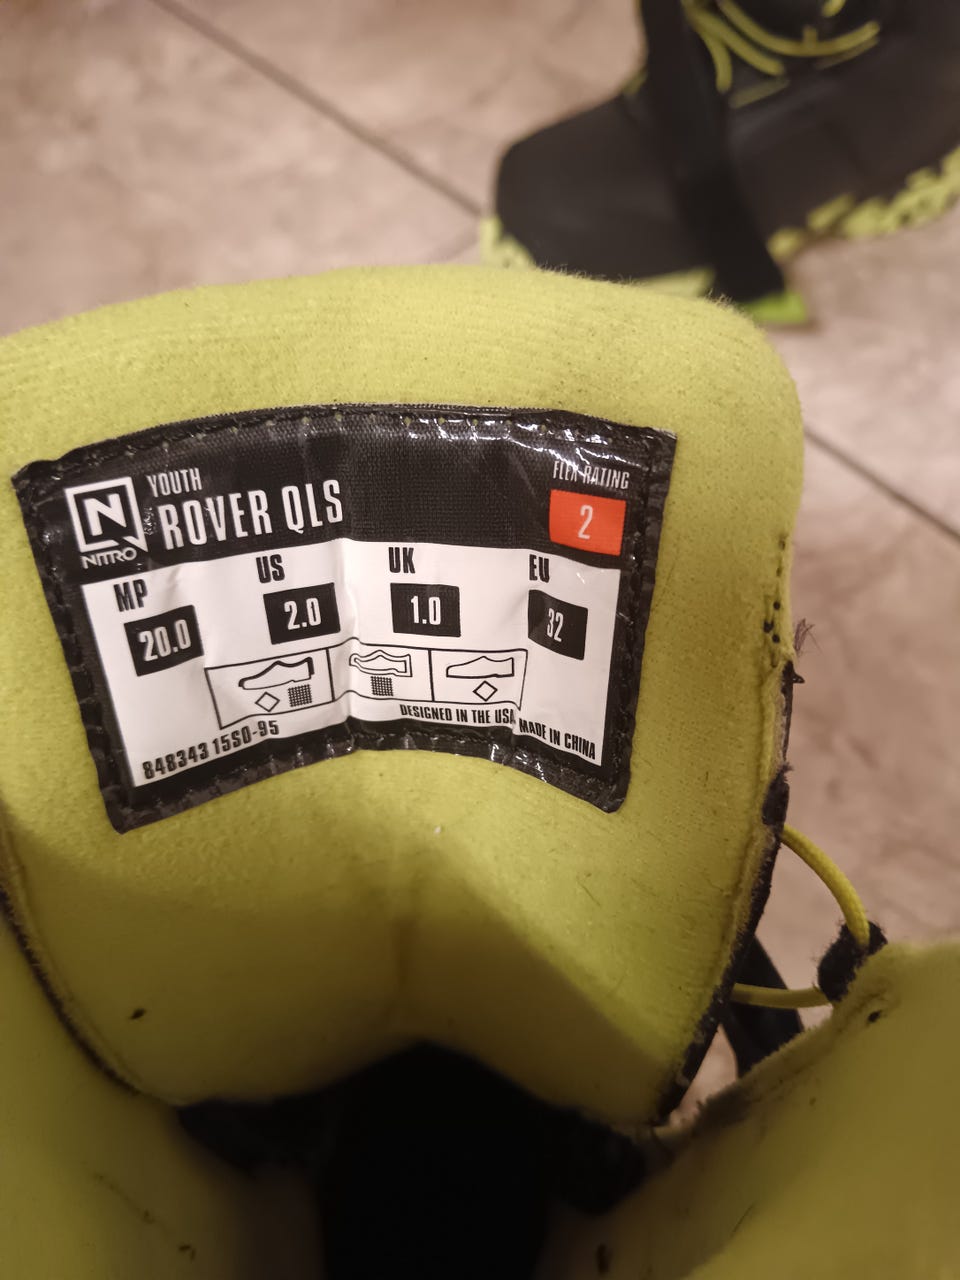 N
NITRO
YOUTH
ROVER QLS
FLEX RATING
2
MP US UK EU
20.0 2.0 1.0 32
848343 15SO-95
DESIGNED IN THE USA, MADE IN CHINA